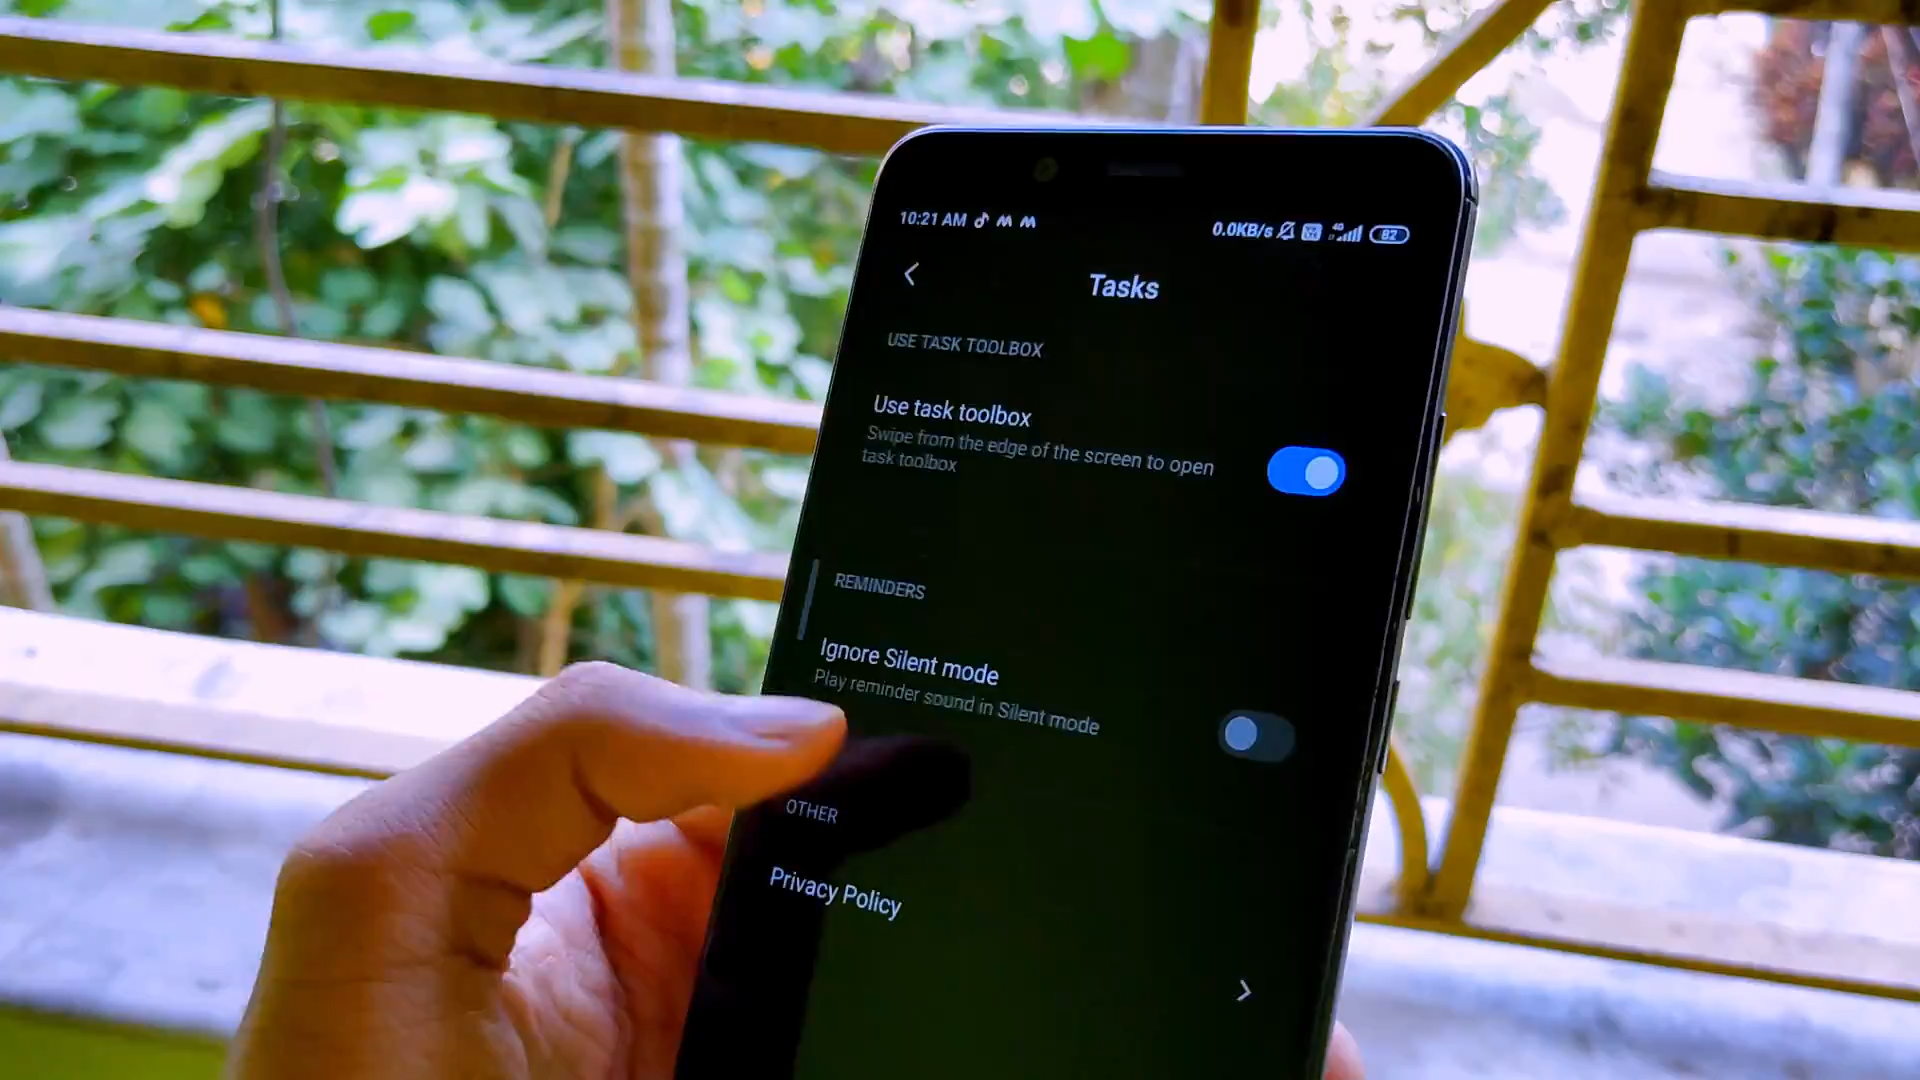 10:21 AM
0.0KB/s 4G 82
Tasks
USE TASK TOOLBOX
Use task toolbox
Swipe from the edge of the screen to open
task toolbox
REMINDERS
Ignore Silent mode
Play reminder sound in Silent mode
OTHER
Privacy Policy